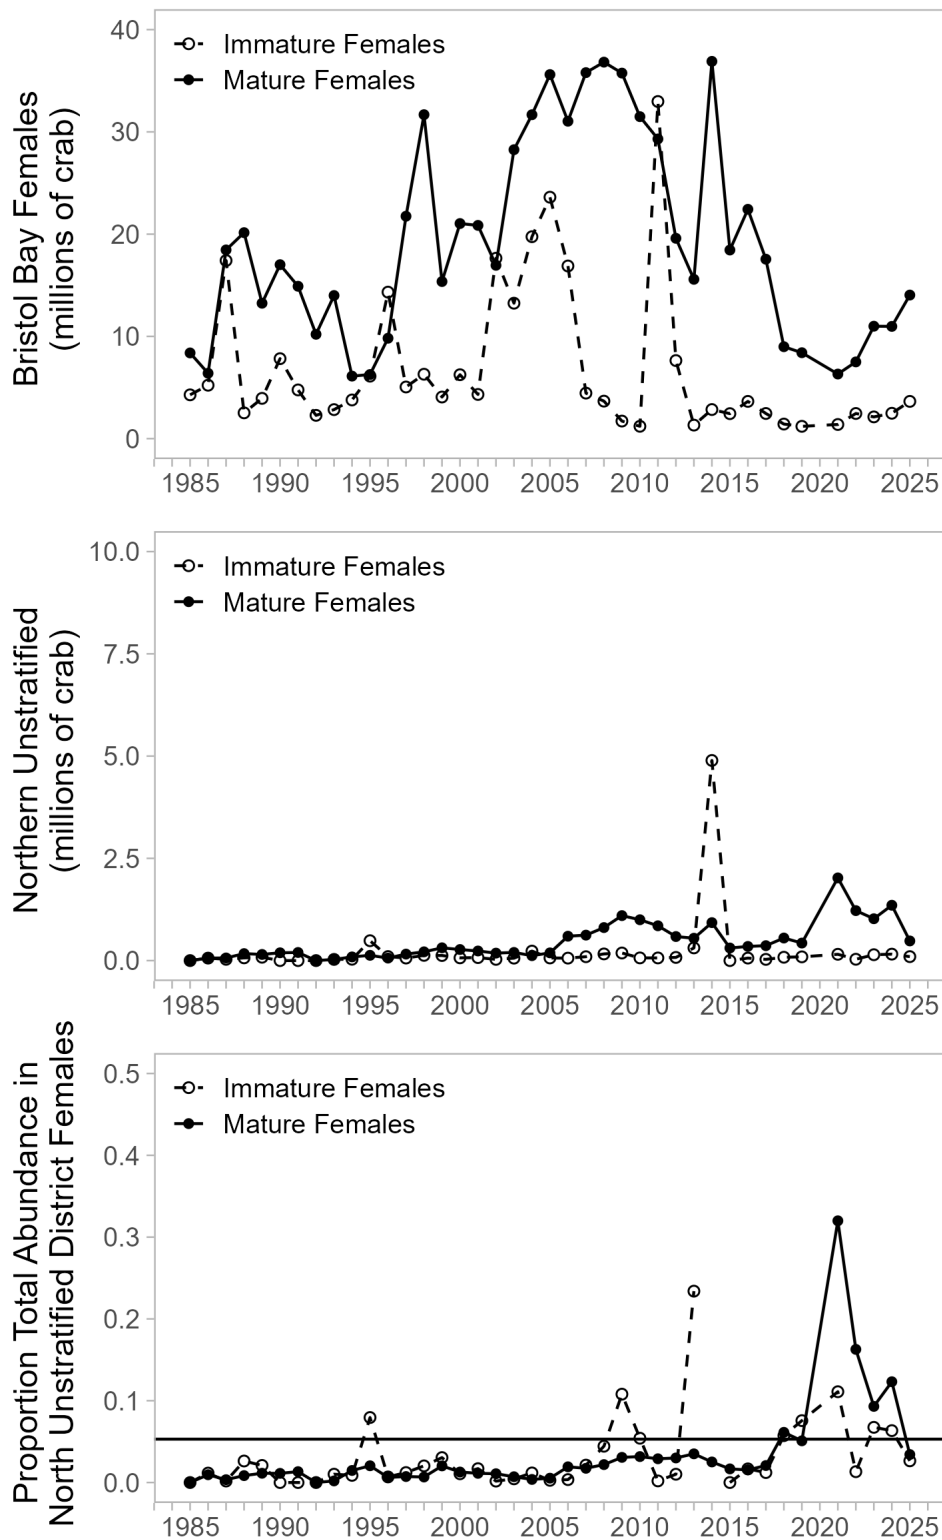 Bristol Bay Females
(millions of crab)
40
30
20
10
0
Immature Females
Mature Females
1985 1990 1995 2000 2005 2010 2015 2020 2025
Northern Unstratified
(millions of crab)
10.0
7.5
5.0
2.5
0.0
Immature Females
Mature Females
1985 1990 1995 2000 2005 2010 2015 2020 2025
Proportion Total Abundance in
North Unstratified District Females
0.5
0.4
0.3
0.2
0.1
0.0
Immature Females
Mature Females
1985 1990 1995 2000 2005 2010 2015 2020 2025